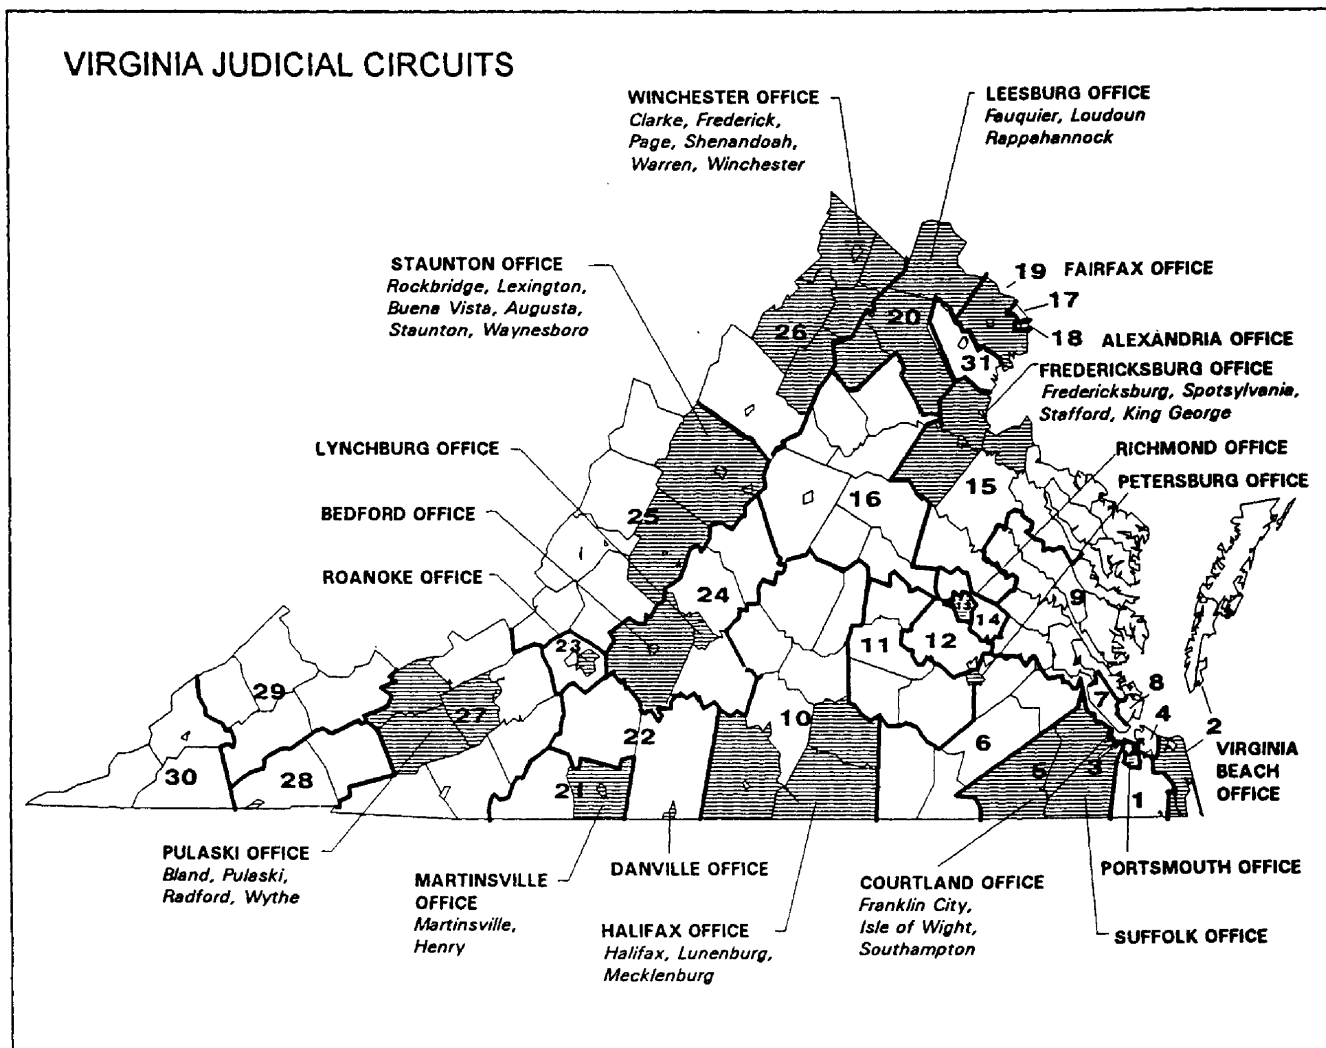 VIRGINIA JUDICIAL CIRCUITS
WINCHESTER OFFICE
Clarke, Frederick,
Page, Shenandoah,
Warren, Winchester
LEESBURG OFFICE
Fauquier, Loudoun
Rappahannock
STAUNTON OFFICE
Rockbridge, Lexington,
Buena Vista, Augusta,
Staunton, Waynesboro
19 FAIRFAX OFFICE
17
18 ALEXANDRIA OFFICE
26
20
31
FREDERICKSBURG OFFICE
Fredericksburg, Spotsylvania,
Stafford, King George
LYNCHBURG OFFICE
RICHMOND OFFICE
PETERSBURG OFFICE
BEDFORD OFFICE
ROANOKE OFFICE
25
16
15
24
13
14
9
11
12
23
29
27
22
10
6
7
8
4
2
VIRGINIA
BEACH
OFFICE
30
28
21
5
3
1
PULASKI OFFICE
Bland, Pulaski,
Radford, Wythe
MARTINSVILLE
OFFICE
Martinsville,
Henry
DANVILLE OFFICE
HALIFAX OFFICE
Halifax, Lunenburg,
Mecklenburg
COURTLAND OFFICE
Franklin City,
Isle of Wight,
Southampton
PORTSMOUTH OFFICE
SUFFOLK OFFICE